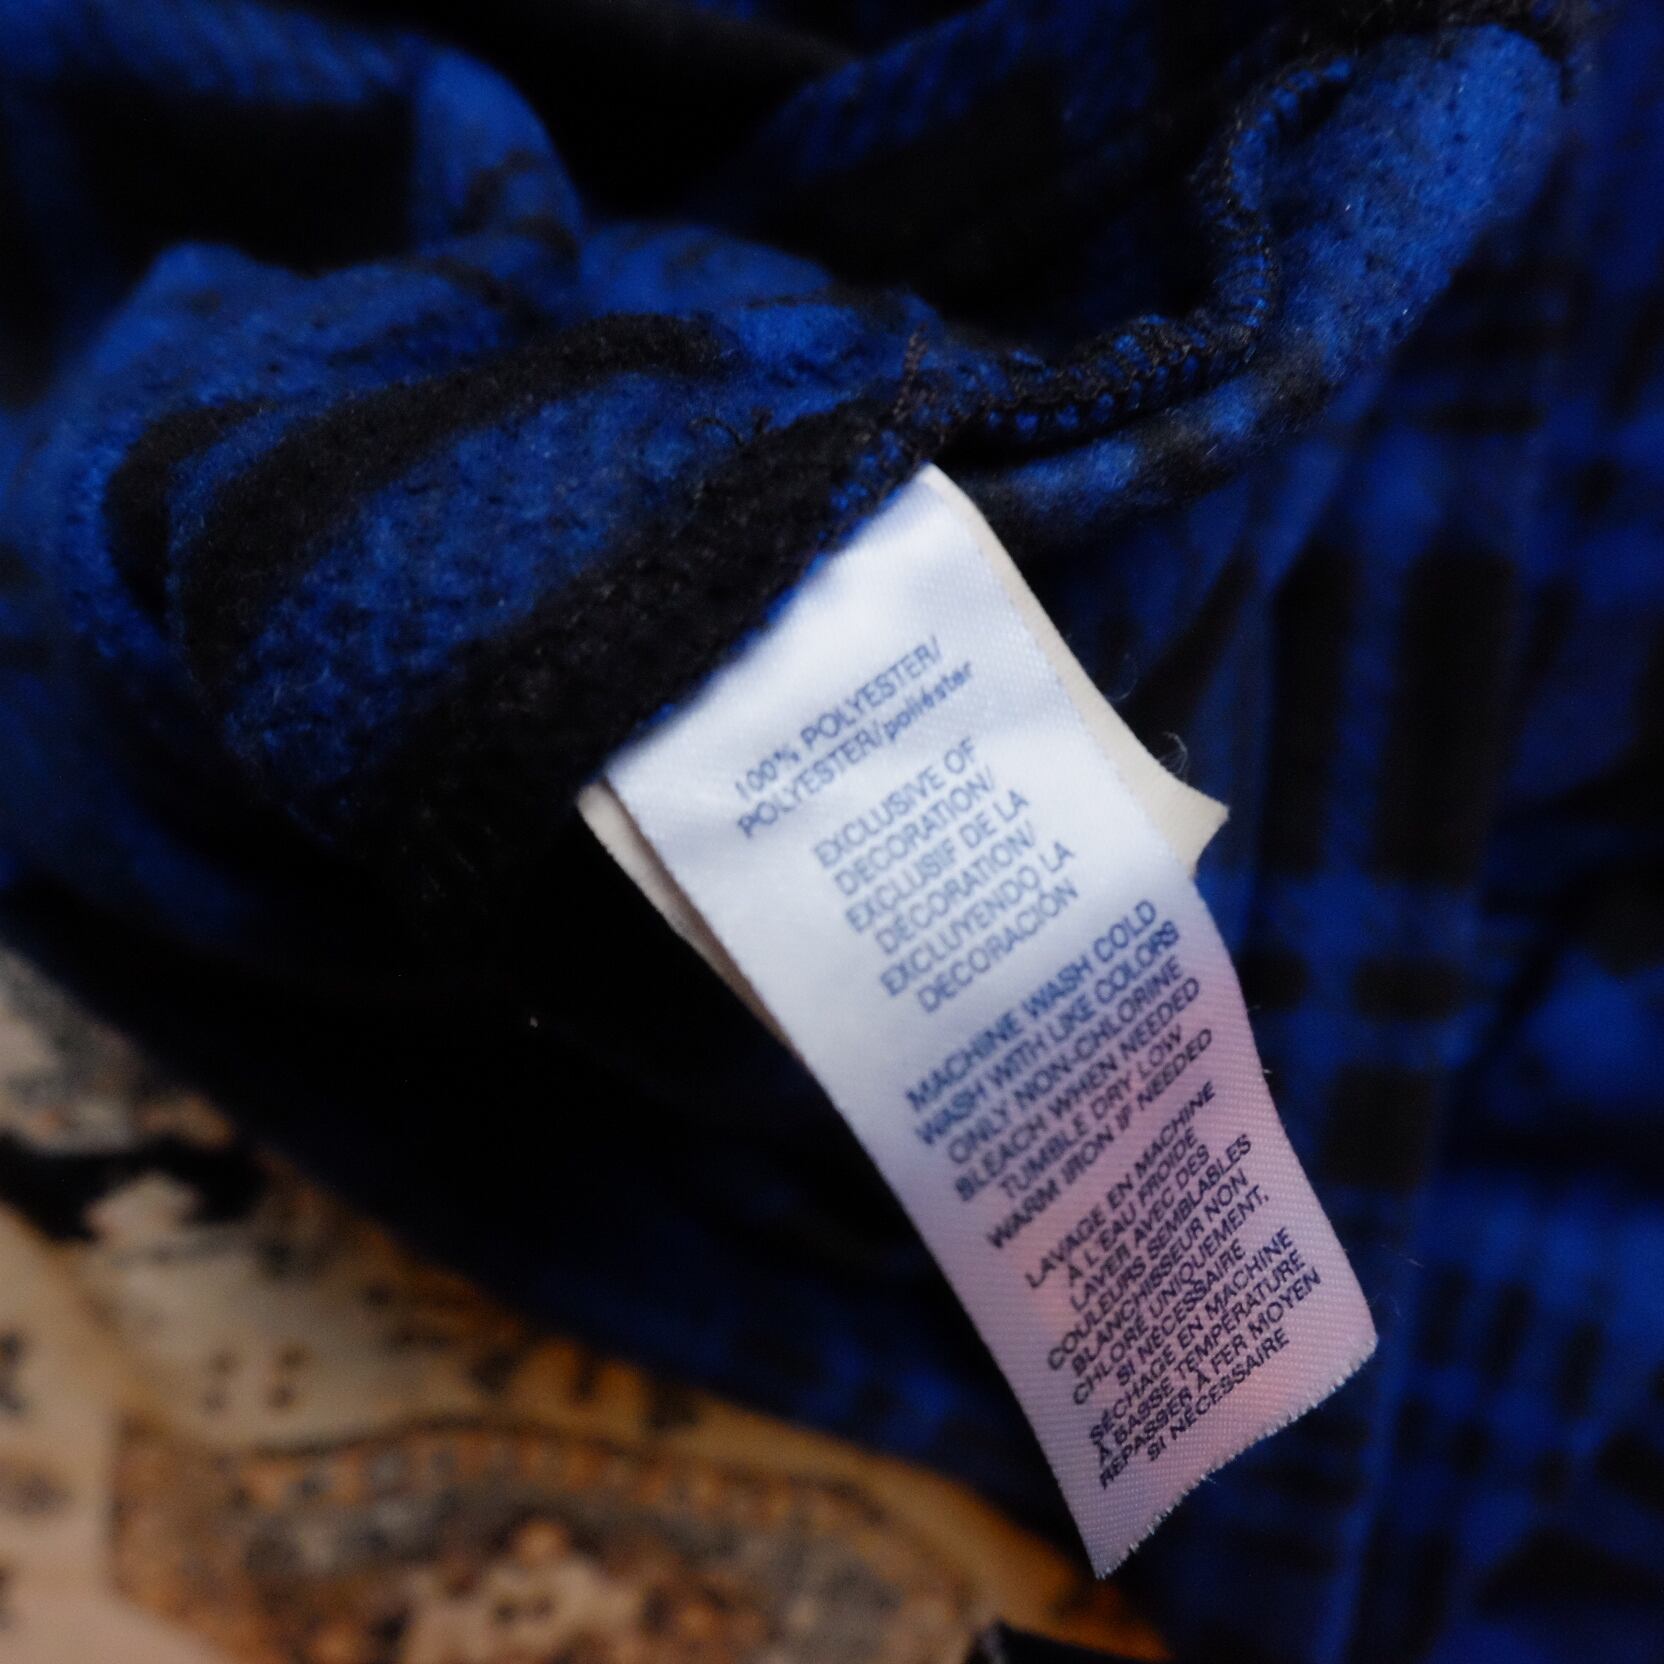 100% POLYESTER/
POLYESTER/poliéster
EXCLUSIVE OF
DECORATION/
EXCLUSIF DE LA
DÉCORATION/
EXCLUYENDO LA
DECORACIÓN
MACHINE WASH COLD
WASH WITH LIKE COLORS
ONLY NON-CHLORINE
BLEACH WHEN NEEDED
TUMBLE DRY LOW
WARM IRON IF NEEDED
LAVAGE EN MACHINE
À L'EAU FROIDE
LAVER AVEC DES
COULEURS SEMBLABLES
BLANCHISSEUR NON
CHLORÉ UNIQUEMENT,
SI NÉCESSAIRE
SÉCHAGE EN MACHINE
À BASSE TEMPÉRATURE
REPASSER À FER MOYEN
SI NÉCESSAIRE